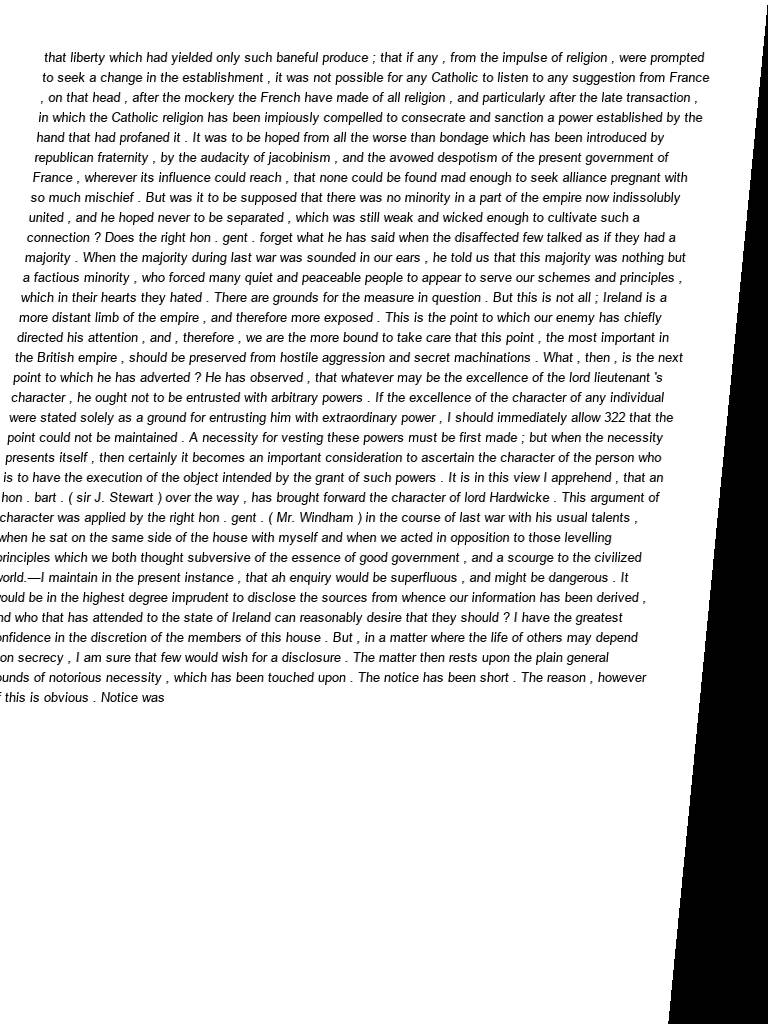 that liberty which had yielded only such baneful produce ; that if any , from the impulse of religion , were prompted
to seek a change in the establishment , it was not possible for any Catholic to listen to any suggestion from France
, on that head , after the mockery the French have made of all religion , and particularly after the late transaction ,
in which the Catholic religion has been impiously compelled to consecrate and sanction a power established by the
hand that had profaned it . It was to be hoped from all the worse than bondage which has been introduced by
republican fraternity , by the audacity of jacobinism , and the avowed despotism of the present government of
France , wherever its influence could reach , that none could be found mad enough to seek alliance pregnant with
so much mischief . But was it to be supposed that there was no minority in a part of the empire now indissolubly
united , and he hoped never to be separated , which was still weak and wicked enough to cultivate such a
connection ? Does the right hon . gent . forget what he has said when the disaffected few talked as if they had a
majority . When the majority during last war was sounded in our ears , he told us that this majority was nothing but
a factious minority , who forced many quiet and peaceable people to appear to serve our schemes and principles ,
which in their hearts they hated . There are grounds for the measure in question . But this is not all ; Ireland is a
more distant limb of the empire , and therefore more exposed . This is the point to which our enemy has chiefly
directed his attention , and , therefore , we are the more bound to take care that this point , the most important in
the British empire , should be preserved from hostile aggression and secret machinations . What , then , is the next
point to which he has adverted ? He has observed , that whatever may be the excellence of the lord lieutenant 's
character , he ought not to be entrusted with arbitrary powers . If the excellence of the character of any individual
were stated solely as a ground for entrusting him with extraordinary power , I should immediately allow 322 that the
point could not be maintained . A necessity for vesting these powers must be first made ; but when the necessity
presents itself , then certainly it becomes an important consideration to ascertain the character of the person who
is to have the execution of the object intended by the grant of such powers . It is in this view I apprehend , that an
hon . bart . ( sir J. Stewart ) over the way , has brought forward the character of lord Hardwicke . This argument of
character was applied by the right hon . gent . ( Mr. Windham ) in the course of last war with his usual talents ,
when he sat on the same side of the house with myself and when we acted in opposition to those levelling
principles which we both thought subversive of the essence of good government , and a scourge to the civilized
world.—I maintain in the present instance , that ah enquiry would be superfluous , and might be dangerous . It
would be in the highest degree imprudent to disclose the sources from whence our information has been derived ,
nd who that has attended to the state of Ireland can reasonably desire that they should ? I have the greatest
onfidence in the discretion of the members of this house . But , in a matter where the life of others may depend
on secrecy , I am sure that few would wish for a disclosure . The matter then rests upon the plain general
ounds of notorious necessity , which has been touched upon . The notice has been short . The reason , however
f this is obvious . Notice was